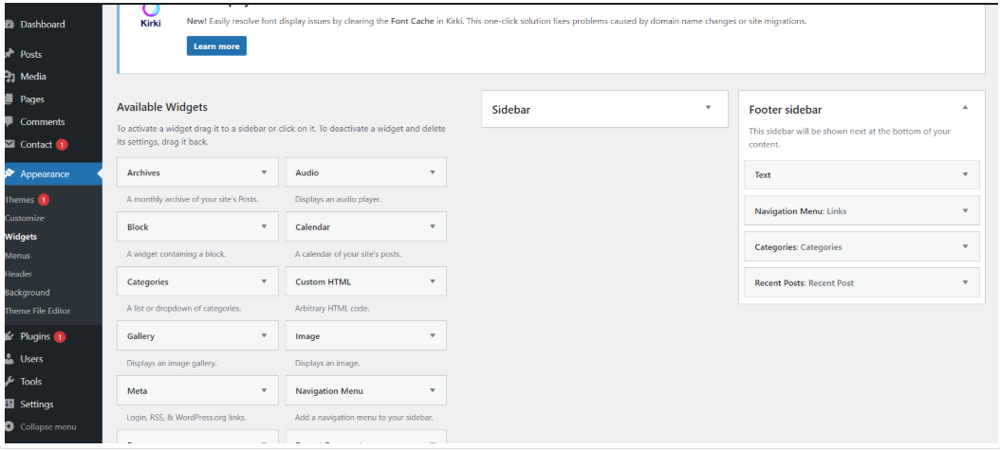 Kirki
New! Easily resolve font display issues by clearing the Font Cache in Kirki. This one-click solution fixes problems caused by domain name changes or site migrations.
Learn more
Dashboard
Posts
Media
Pages
Comments
Contact 1
Appearance
Themes 1
Customize
Widgets
Menus
Header
Background
Theme File Editor
Plugins 1
Users
Tools
Settings
Collapse menu
Available Widgets
To activate a widget drag it to a sidebar or click on it. To deactivate a widget and delete
its settings, drag it back.
Archives
A monthly archive of your site's Posts.
Audio
Displays an audio player.
Block
A widget containing a block.
Calendar
A calendar of your site's posts.
Categories
A list or dropdown of categories.
Custom HTML
Arbitrary HTML code.
Gallery
Displays an image gallery.
Image
Displays an image.
Meta
Login, RSS, & WordPress.org links.
Navigation Menu
Add a navigation menu to your sidebar.
Sidebar
Footer sidebar
This sidebar will be shown next at the bottom of your
content.
Text
Navigation Menu: Links
Categories: Categories
Recent Posts: Recent Post